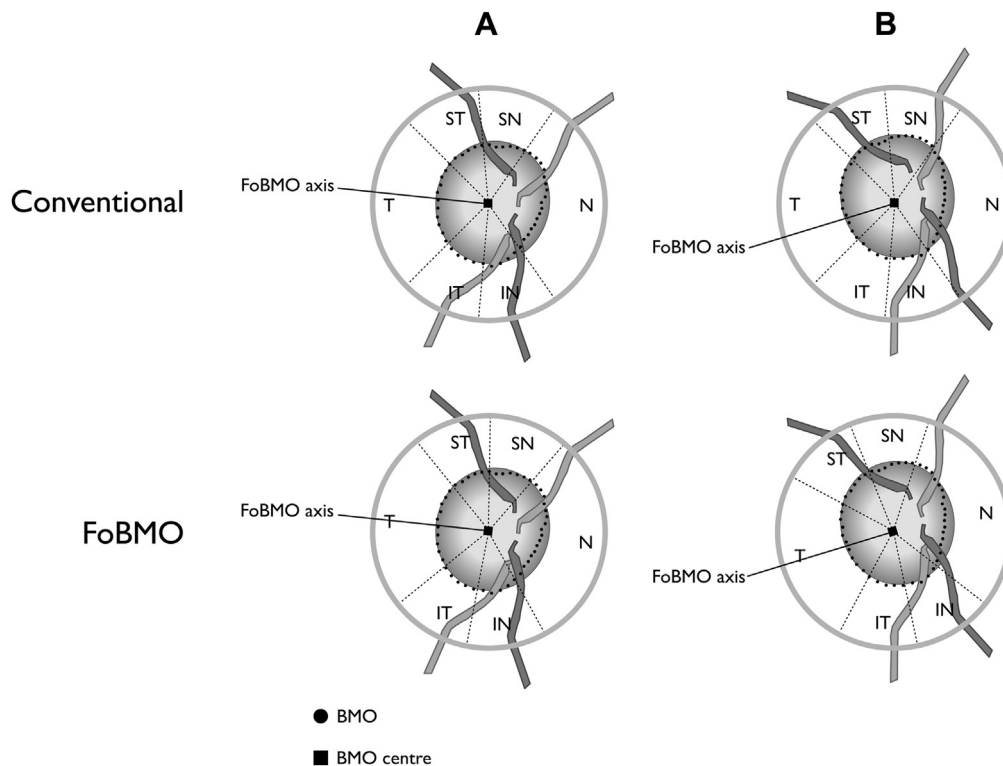 A
B
ST
SN
FoBMO axis
T
N
IT
IN
ST
SN
T
N
FoBMO axis
IT
IN
Conventional
ST
SN
FoBMO axis
T
N
IT
IN
SN
ST
N
T
FoBMO axis
IT
IN
FoBMO
BMO
BMO centre